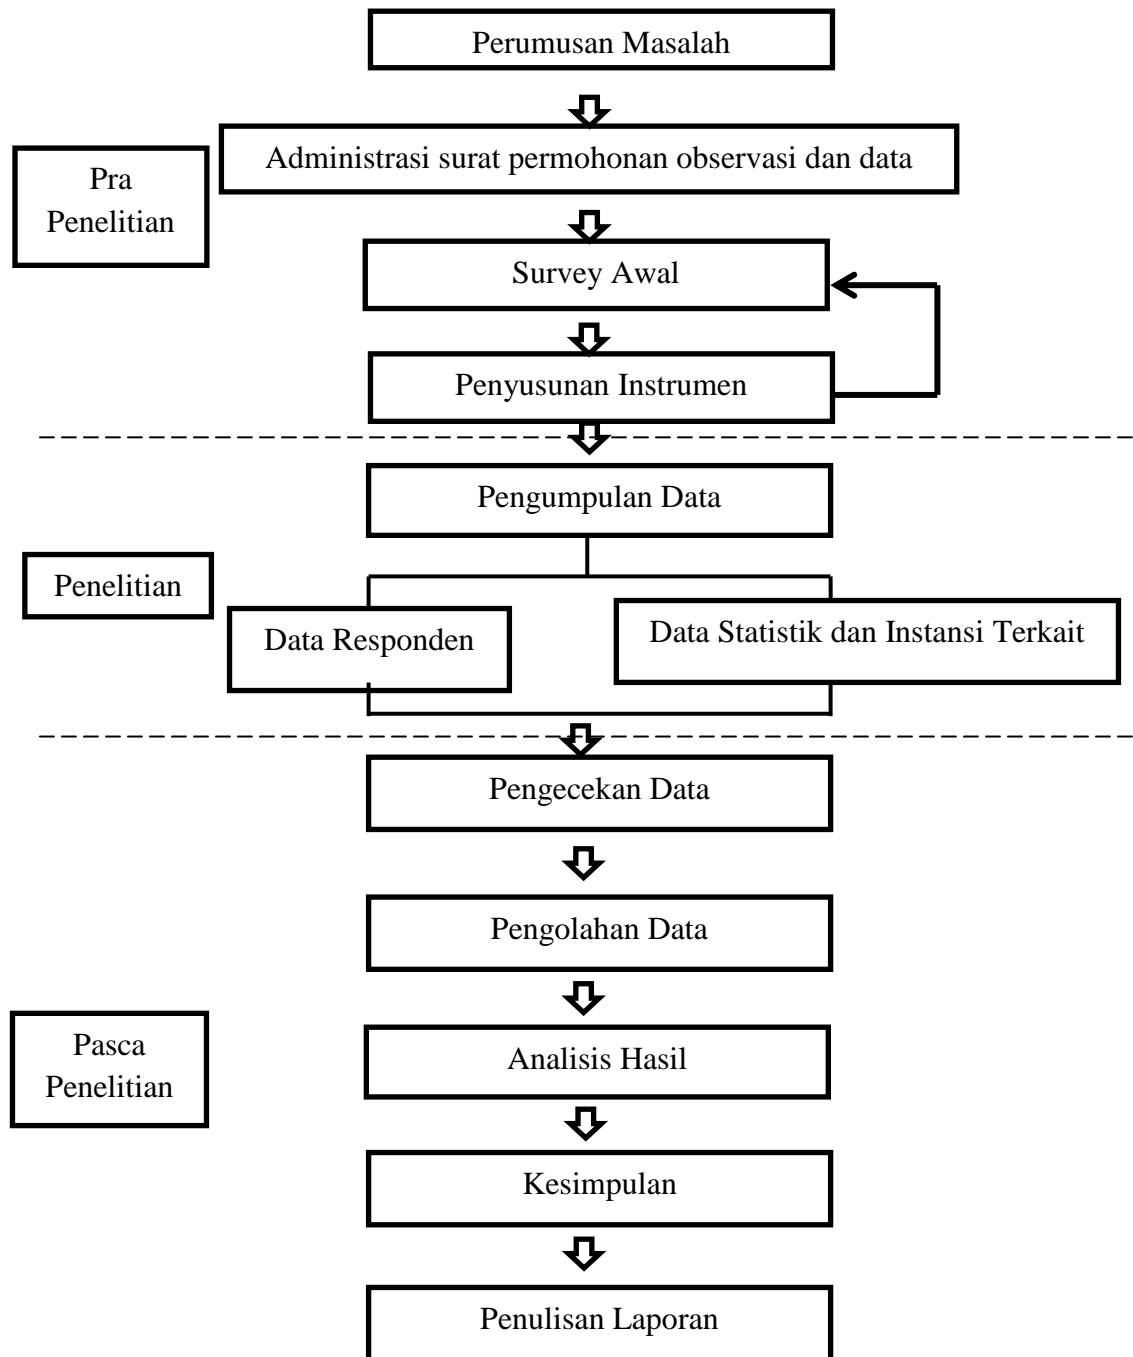 Perumusan Masalah
Administrasi surat permohonan observasi dan data
Pra
Penelitian
Survey Awal
Penyusunan Instrumen
Pengumpulan Data
Penelitian
Data Responden
Data Statistik dan Instansi Terkait
Pengecekan Data
Pengolahan Data
Pasca
Penelitian
Analisis Hasil
Kesimpulan
Penulisan Laporan